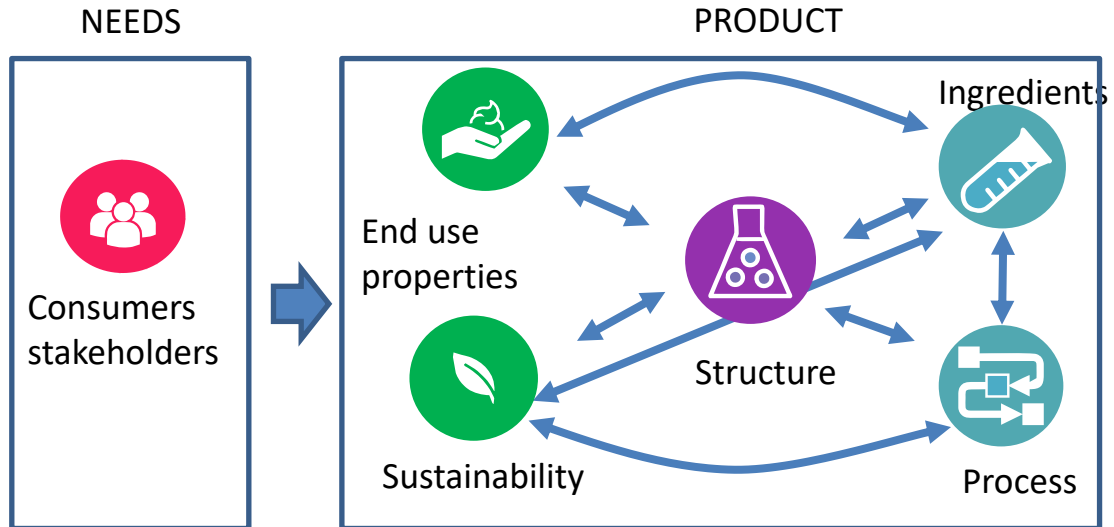 NEEDS
PRODUCT
Consumers
stakeholders
End use
properties
Sustainability
Structure
Ingredients
Process